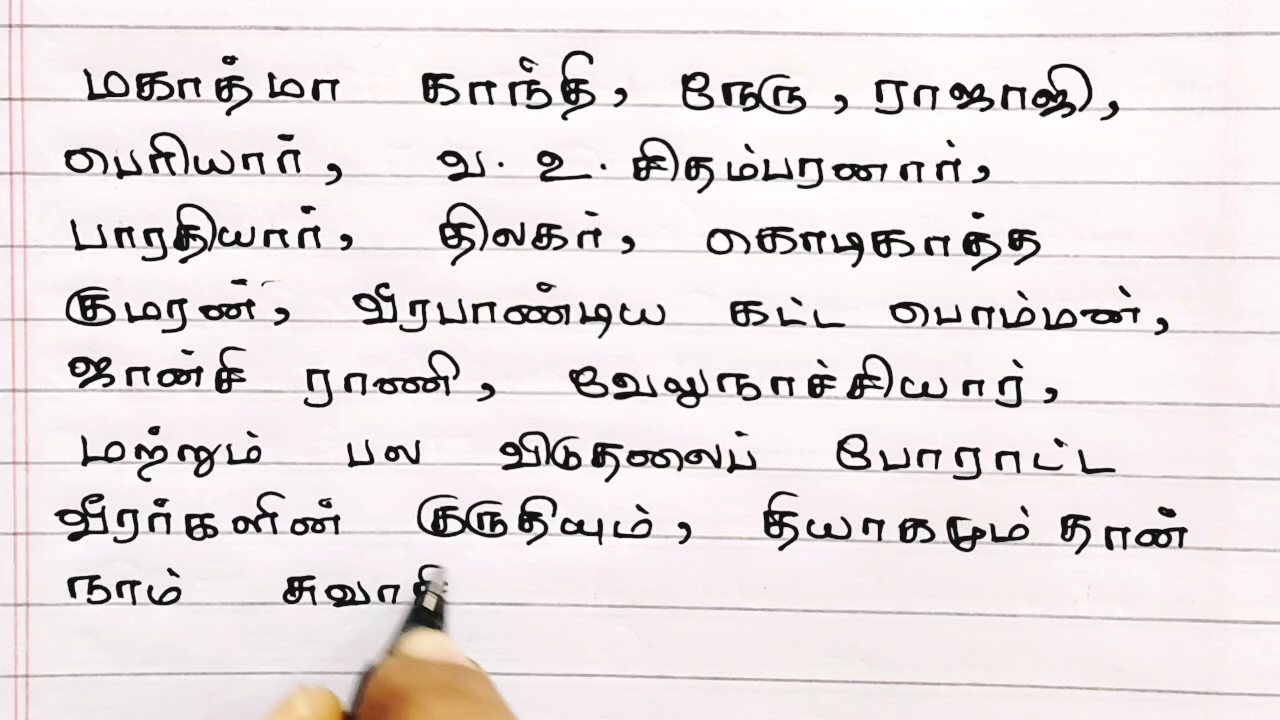 மகாத்மா காந்தி, நேரு, ராஜாஜி,
பெரியார், வ. உ. சிதம்பரனார்,
பாரதியார், திலகர், கொடிகாத்த
குமரன், வீரபாண்டிய கட்ட பொம்மன்,
ஜான்சி ராணி, வேலுநாச்சியார்,
மற்றும் பல விடுதலைப் போராட்ட
வீரர்களின் குருதியும், தியாகமும் தான்
நாம்